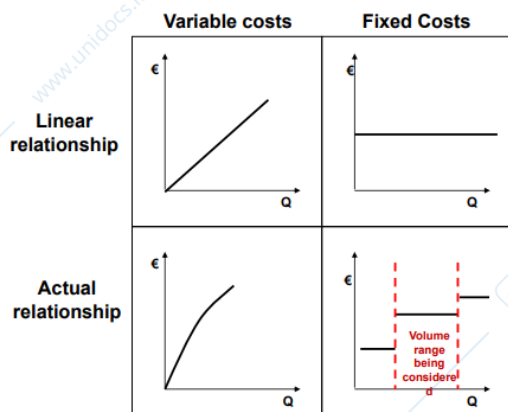 www.unidocs.
Variable costs
Fixed Costs
Linear
relationship
€
Q
€
Q
Actual
relationship
€
Q
€
Volume
range
being
considere
d
Q